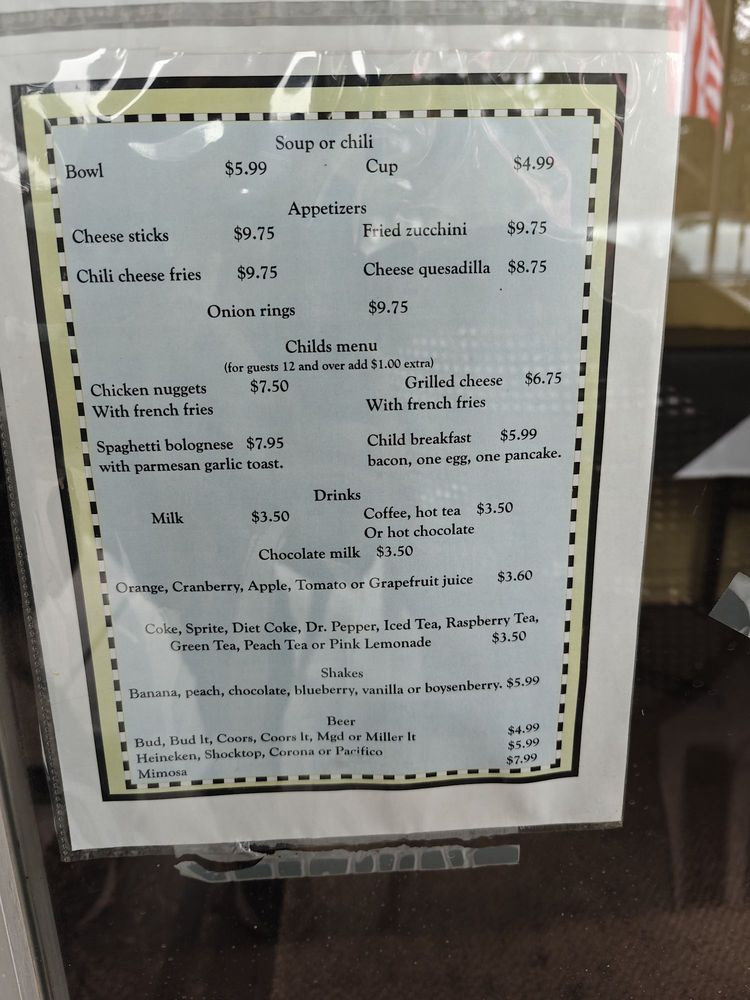 Soup or chili
Bowl $5.99 Cup $4.99
Appetizers
Cheese sticks $9.75 Fried zucchini $9.75
Chili cheese fries $9.75 Cheese quesadilla $8.75
Onion rings $9.75
Childs menu
(for guests 12 and over add $1.00 extra)
Chicken nuggets $7.50 Grilled cheese $6.75
With french fries With french fries
Spaghetti bolognese $7.95 Child breakfast $5.99
with parmesan garlic toast. bacon, one egg, one pancake.
Drinks
Milk $3.50 Coffee, hot tea $3.50
Or hot chocolate
Chocolate milk $3.50
Orange, Cranberry, Apple, Tomato or Grapefruit juice $3.60
Coke, Sprite, Diet Coke, Dr. Pepper, Iced Tea, Raspberry Tea,
Green Tea, Peach Tea or Pink Lemonade $3.50
Shakes
Banana, peach, chocolate, blueberry, vanilla or boysenberry. $5.99
Beer
Bud, Bud lt, Coors, Coors lt, Mgd or Miller lt $4.99
Heineken, Shocktop, Corona or Pacifico $5.99
Mimosa $7.99